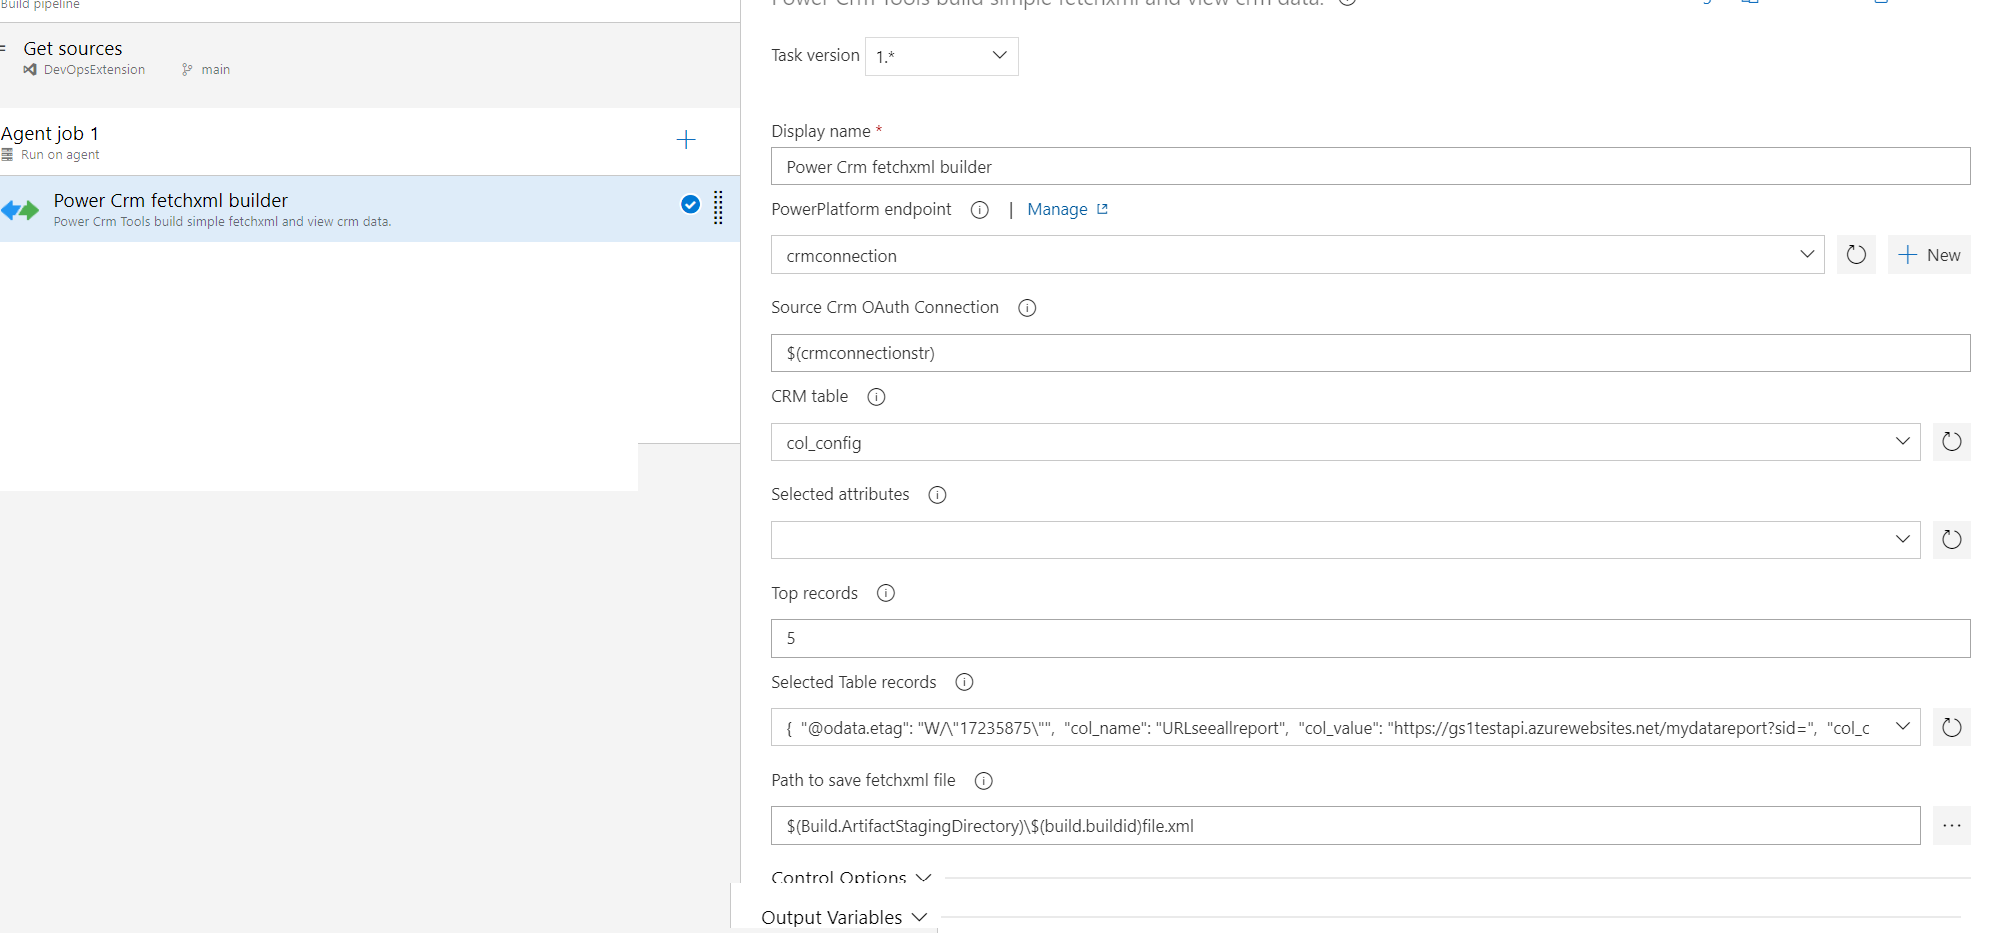 Build pipeline
Get sources
DevOpsExtension main
Agent job 1
Run on agent
Power Crm fetchxml builder
Power Crm Tools build simple fetchxml and view crm data.
Power Crm Tools build simple fetchxml and view crm data.
Task version 1.*
Display name *
Power Crm fetchxml builder
PowerPlatform endpoint | Manage
crmconnection
New
Source Crm OAuth Connection
$(crmconnectionstr)
CRM table
col_config
Selected attributes
Top records
5
Selected Table records
{ "@odata.etag": "W/\"17235875\"", "col_name": "URLseeallreport", "col_value": "https://gs1testapi.azurewebsites.net/mydatareport?sid=", "col_c
Path to save fetchxml file
$(Build.ArtifactStagingDirectory)\$(build.buildid)file.xml
...
Control Options
Output Variables